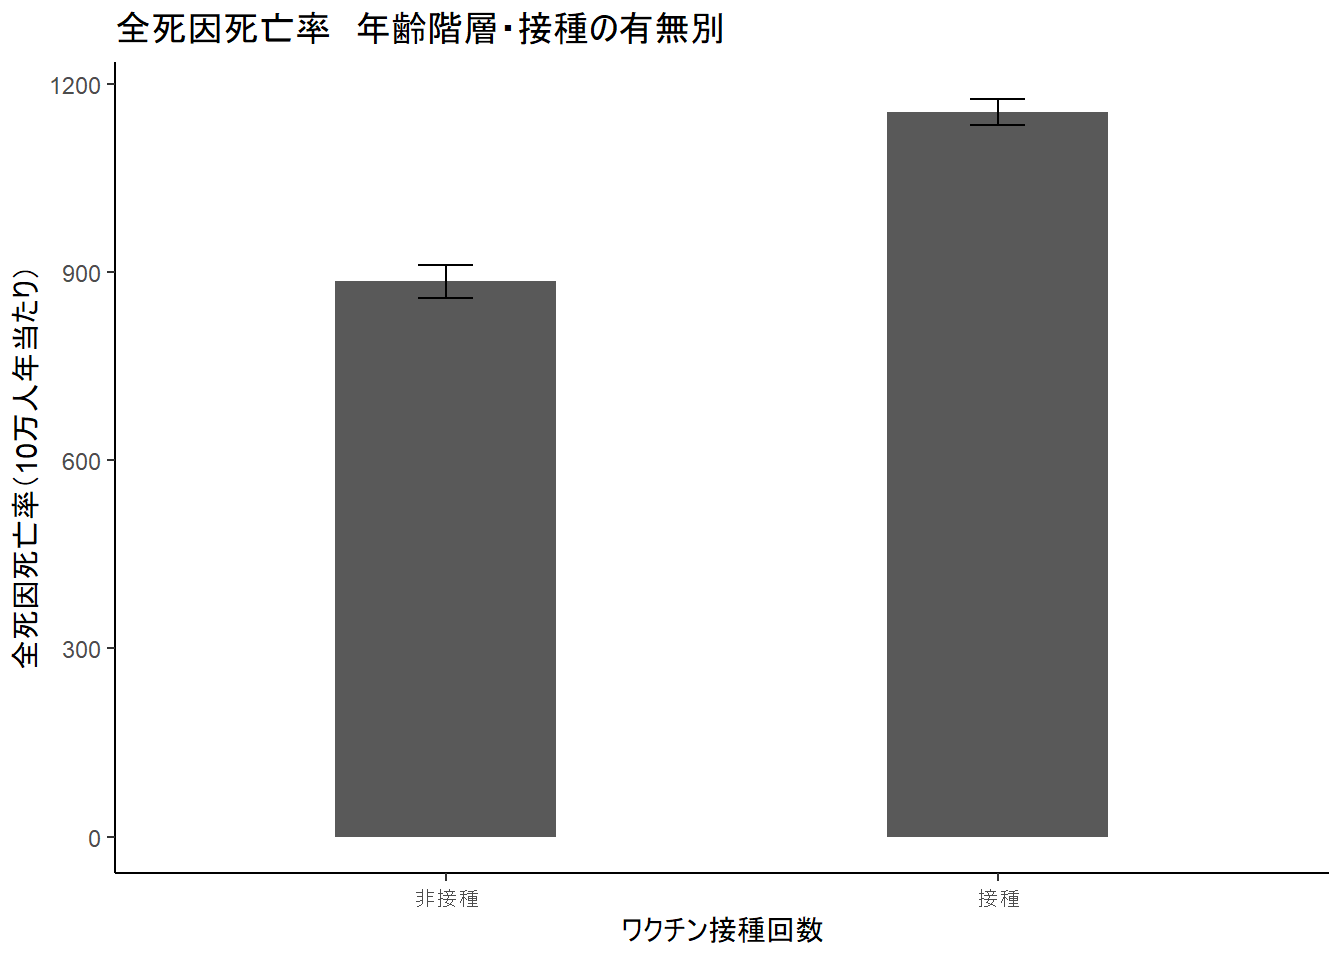 全死因死亡率　年齢階層・接種の有無別
全死因死亡率（10万人年当たり）
1200
900
600
300
0
非接種
接種
ワクチン接種回数